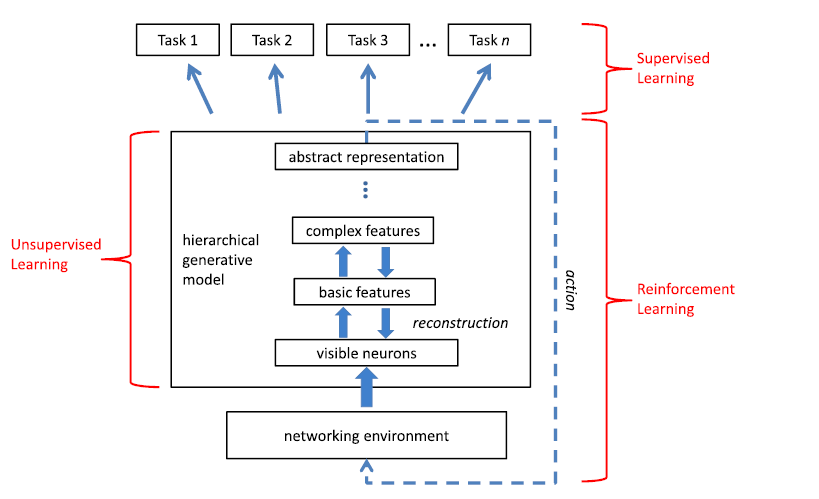 Task 1
Task 2
Task 3
...
Task n
Supervised
Learning
abstract representation
complex features
hierarchical
generative
model
Unsupervised
Learning
basic features
action
Reinforcement
Learning
reconstruction
visible neurons
networking environment